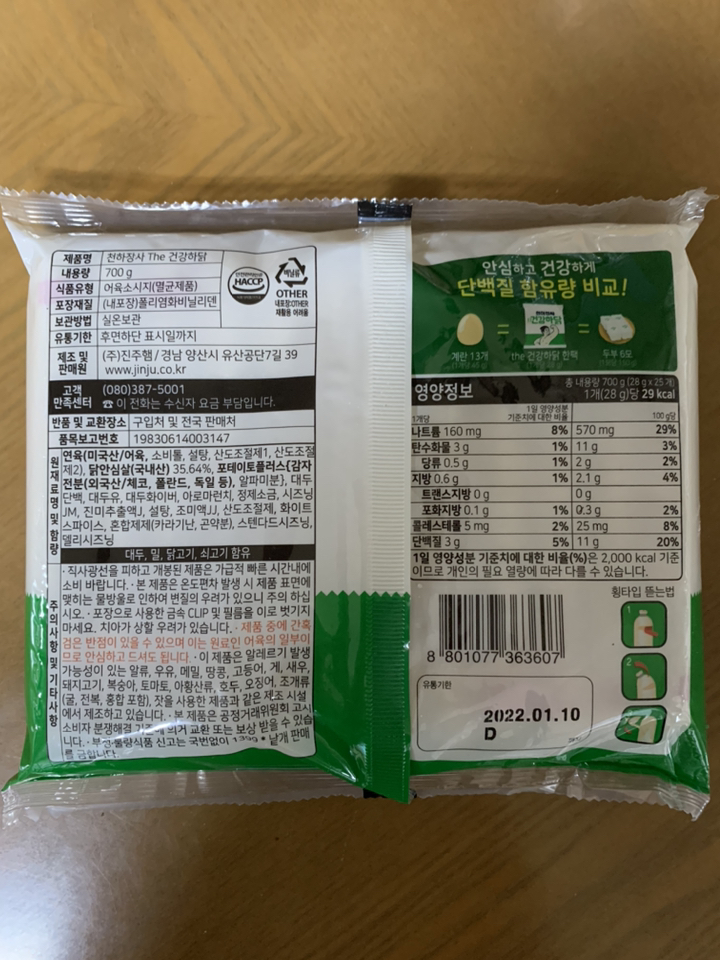 제품명 천하장사 The 건강하닭
내용량 700 g
식품유형 어육소시지(멸균제품)
포장재질 (내포장)폴리염화비닐리덴
보관방법 실온보관
유통기한 후면하단 표시일까지
제조 및 판매원 (주)진주햄/경남 양산시 유산공단7길 39
www.jinju.co.kr
HACCP
비닐류
OTHER
내포장:OTHER
재활용 어려움
고객만족센터 (080)387-5001
☎ 이 전화는 수신자 요금 부담입니다.
반품 및 교환장소 구입처 및 전국 판매처
품목보고번호 19830614003147
원재료명 및 함량
연육(미국산/어육, 소비톨, 설탕, 산도조절제1, 산도조절
제2), 닭안심살(국내산) 35.64%, 포테이토플러스{감자
전분(외국산/체코, 폴란드, 독일 등), 알파미분}, 대두
단백, 대두유, 대두화이버, 아로마런치, 정제소금, 시즈닝
JM, 진미추출액J, 설탕, 조미액JJ, 산도조절제, 화이트
스파이스, 혼합제제(카라기난, 곤약분), 스텐다드시즈닝,
델리시즈닝
대두, 밀, 닭고기, 쇠고기 함유
주의사항 및 기타사항
·직사광선을 피하고 개봉된 제품은 가급적 빠른 시간내에
소비 바랍니다. ·본 제품은 온도편차 발생 시 제품 표면에
맺히는 물방울로 인하여 변질의 우려가 있으니 주의 하십
시오. ·포장으로 사용한 금속 CLIP 및 필름을 이로 벗기지
마세요. 치아가 상할 우려가 있습니다. ·제품 중에 간혹
검은 반점이 있을 수 있으며 이는 원료인 어육의 일부이
므로 안심하고 드셔도 됩니다. ·이 제품은 알레르기 발생
가능성이 있는 알류, 우유, 메밀, 땅콩, 고등어, 게, 새우,
돼지고기, 복숭아, 토마토, 아황산류, 호두, 오징어, 조개류
(굴, 전복, 홍합 포함), 잣을 사용한 제품과 같은 제조 시설
에서 제조하고 있습니다. ·본 제품은 공정거래위원회 고시
소비자 분쟁해결 기준에 의거 교환 또는 보상 받을 수 있습
니다. ·부정·불량식품 신고는 국번없이 1399 * 낱개 판매
를 금합니다.
안심하고 건강하게
단백질 함유량 비교!
계란 13개 = the 건강하닭 한팩 = 두부 6모
영양정보
총 내용량 700 g (28 g x 25 개)
1개(28 g)당 29 kcal
1개당 1일 영양성분 기준치에 대한 비율 100 g당
나트륨 160 mg 8% 570 mg 29%
탄수화물 3 g 1% 11 g 3%
당류 0.5 g 1% 2 g 2%
지방 0.6 g 1% 2.1 g 4%
트랜스지방 0 g 0 g
포화지방 0.1 g 1% 0.3 g 2%
콜레스테롤 5 mg 2% 25 mg 8%
단백질 3 g 5% 11 g 20%
1일 영양성분 기준치에 대한 비율(%)은 2,000 kcal 기준
이므로 개인의 필요 열량에 따라 다를 수 있습니다.
횡타입 뜯는법
1
2
8 801077 363607
유통기한
2022.01.10
D